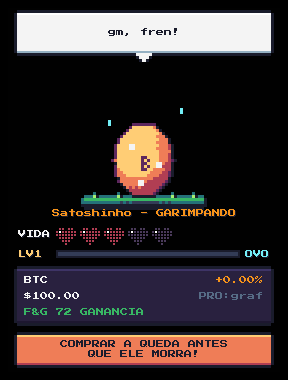 gm, fren!
Satoshinho - GARIMPANDO
VIDA
LV1 OVO
BTC +0.00%
$100.00 PRO:graf
F&G 72 GANANCIA
COMPRAR A QUEDA ANTES
QUE ELE MORRA!